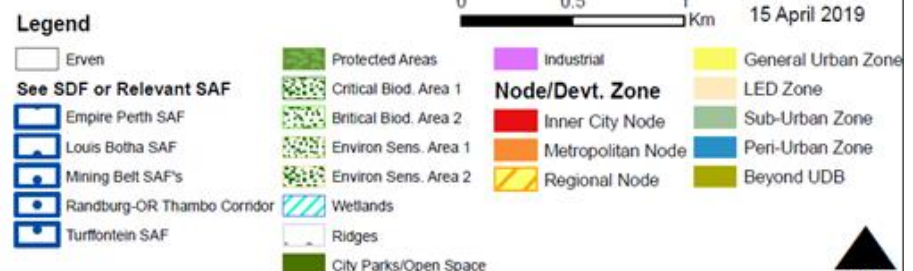 0 0.5 1
Km
15 April 2019
Legend
Erven
See SDF or Relevant SAF
Empire Perth SAF
Louis Botha SAF
Mining Belt SAF's
Randburg-OR Thambo Corridor
Turffontein SAF
Protected Areas
Critical Biod. Area 1
Britical Biod. Area 2
Environ Sens. Area 1
Environ Sens. Area 2
Wetlands
Ridges
City Parks/Open Space
Industrial
Node/Devt. Zone
Inner City Node
Metropolitan Node
Regional Node
General Urban Zone
LED Zone
Sub-Urban Zone
Peri-Urban Zone
Beyond UDB